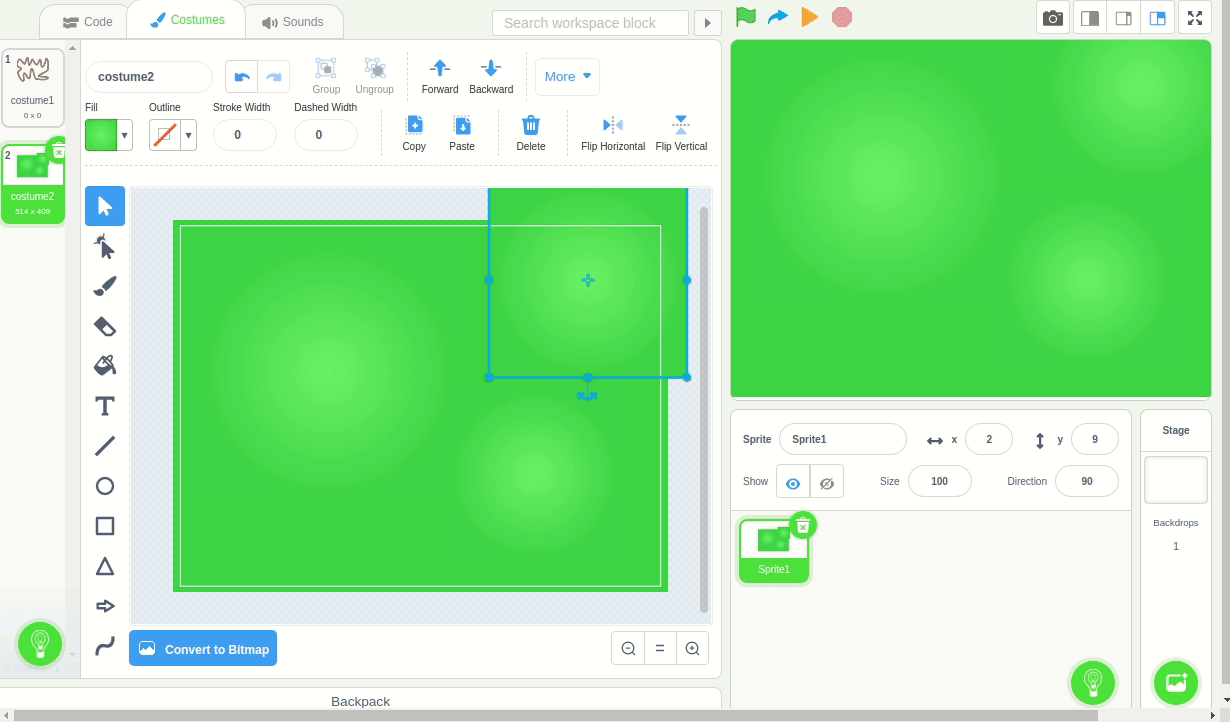 Code
Costumes
Sounds
Search workspace block
1
costume1
0 x 0
2
costume2
514 x 409
costume2
Group
Ungroup
Forward
Backward
More
Fill
Outline
Stroke Width
Dashed Width
0
0
Copy
Paste
Delete
Flip Horizontal
Flip Vertical
T
Convert to Bitmap
=
Backpack
Sprite
Sprite1
x
2
y
9
Show
Size
100
Direction
90
Sprite1
Stage
Backdrops
1